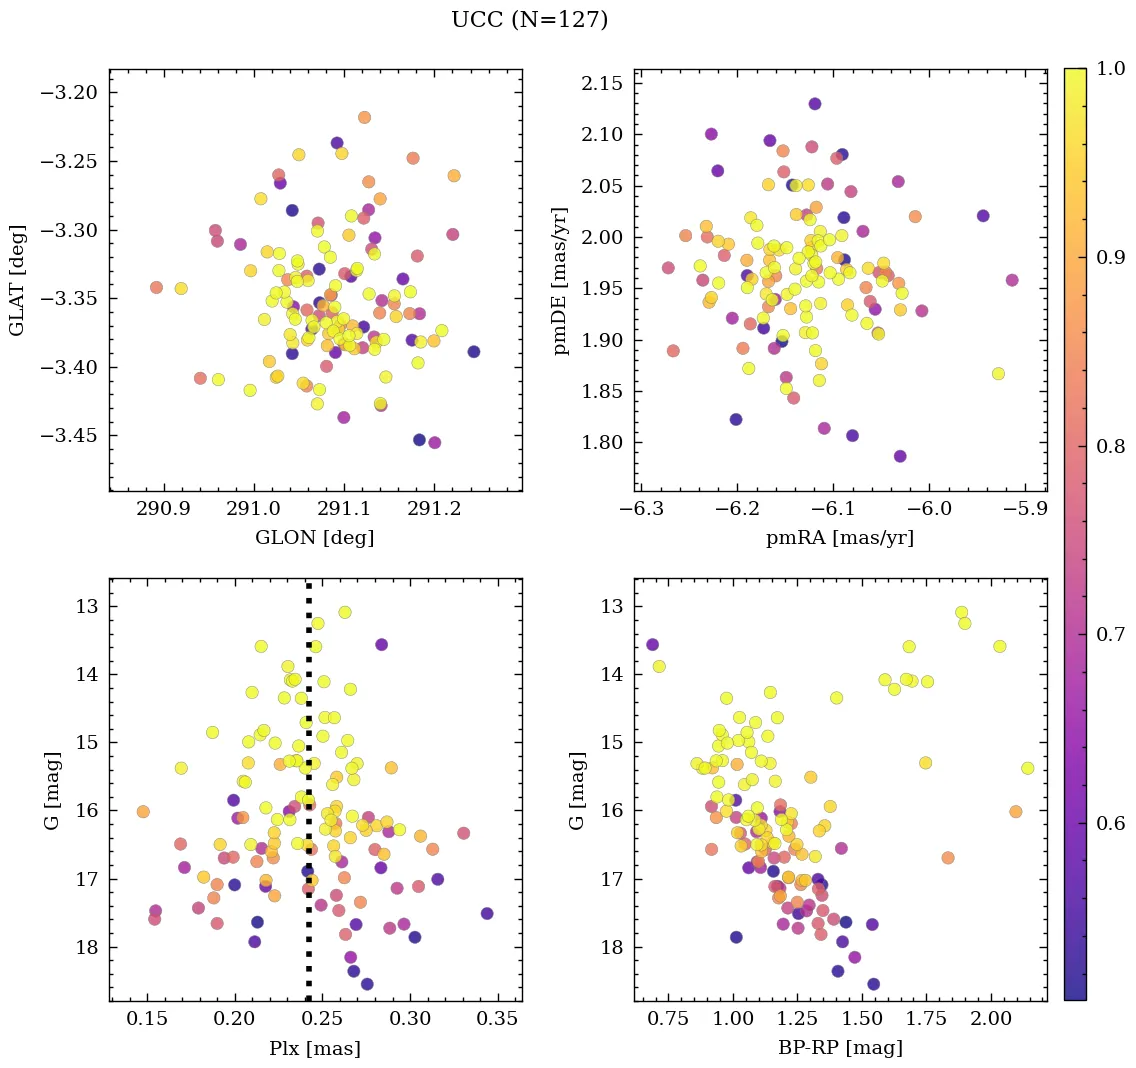 UCC (N=127)
−3.20
−3.25
−3.30
−3.35
−3.40
−3.45
GLAT [deg]
290.9 291.0 291.1 291.2
GLON [deg]
2.15
2.10
2.05
2.00
1.95
1.90
1.85
1.80
pmDE [mas/yr]
−6.3 −6.2 −6.1 −6.0 −5.9
pmRA [mas/yr]
1.0
0.9
0.8
0.7
0.6
13
14
15
16
17
18
G [mag]
0.15 0.20 0.25 0.30 0.35
Plx [mas]
13
14
15
16
17
18
G [mag]
0.75 1.00 1.25 1.50 1.75 2.00
BP-RP [mag]